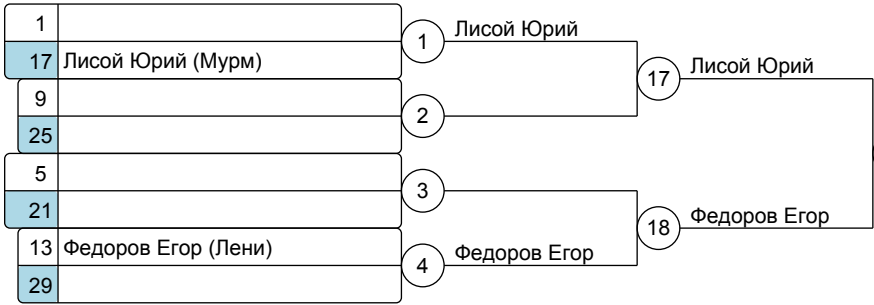 1
17 Лисой Юрий (Мурм)
1 Лисой Юрий
17 Лисой Юрий
9
25
2
5
21
3
13 Федоров Егор (Лени)
29
4 Федоров Егор
18 Федоров Егор